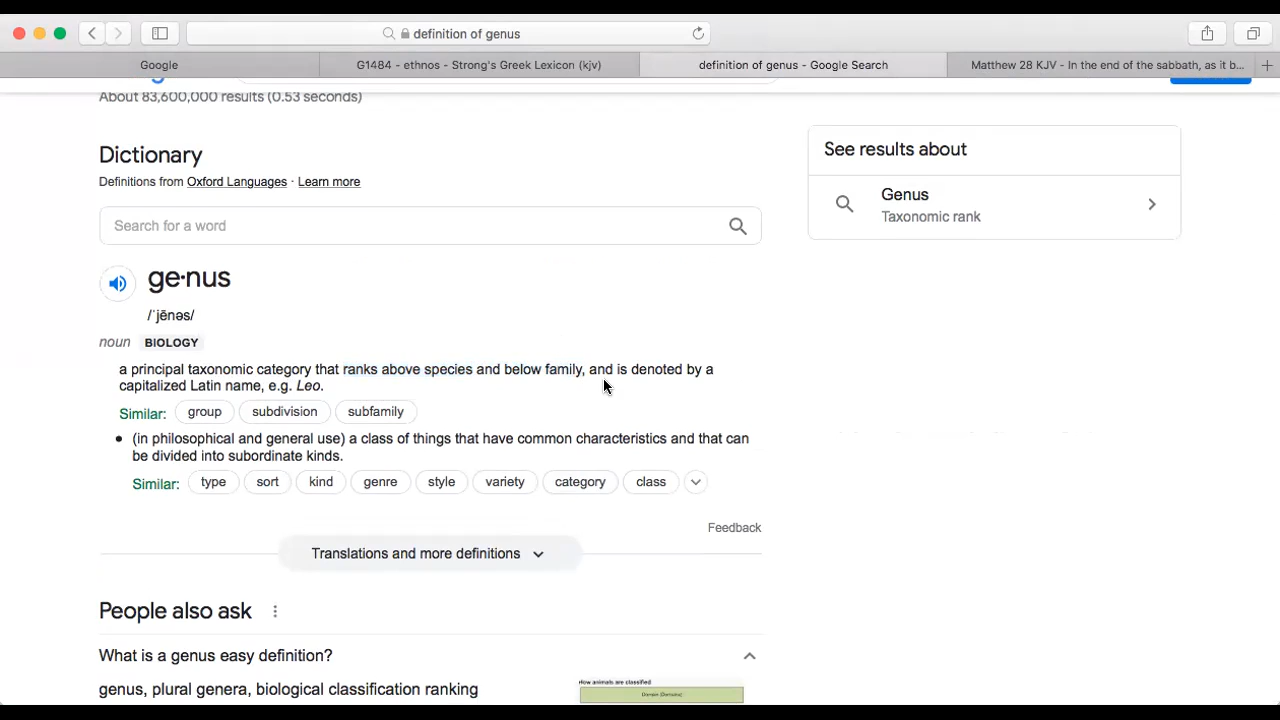 definition of genus
Google
G1484 - ethnos - Strong's Greek Lexicon (kjv)
definition of genus - Google Search
Matthew 28 KJV - In the end of the sabbath, as it b...
About 83,600,000 results (0.53 seconds)
Dictionary
Definitions from Oxford Languages · Learn more
Search for a word
ge·nus
/ˈjēnəs/
noun BIOLOGY
a principal taxonomic category that ranks above species and below family, and is denoted by a
capitalized Latin name, e.g. Leo.
Similar: group subdivision subfamily
• (in philosophical and general use) a class of things that have common characteristics and that can
be divided into subordinate kinds.
Similar: type sort kind genre style variety category class
Feedback
Translations and more definitions
People also ask
What is a genus easy definition?
genus, plural genera, biological classification ranking
How animals are classified
Domain (Domains)
See results about
Genus
Taxonomic rank